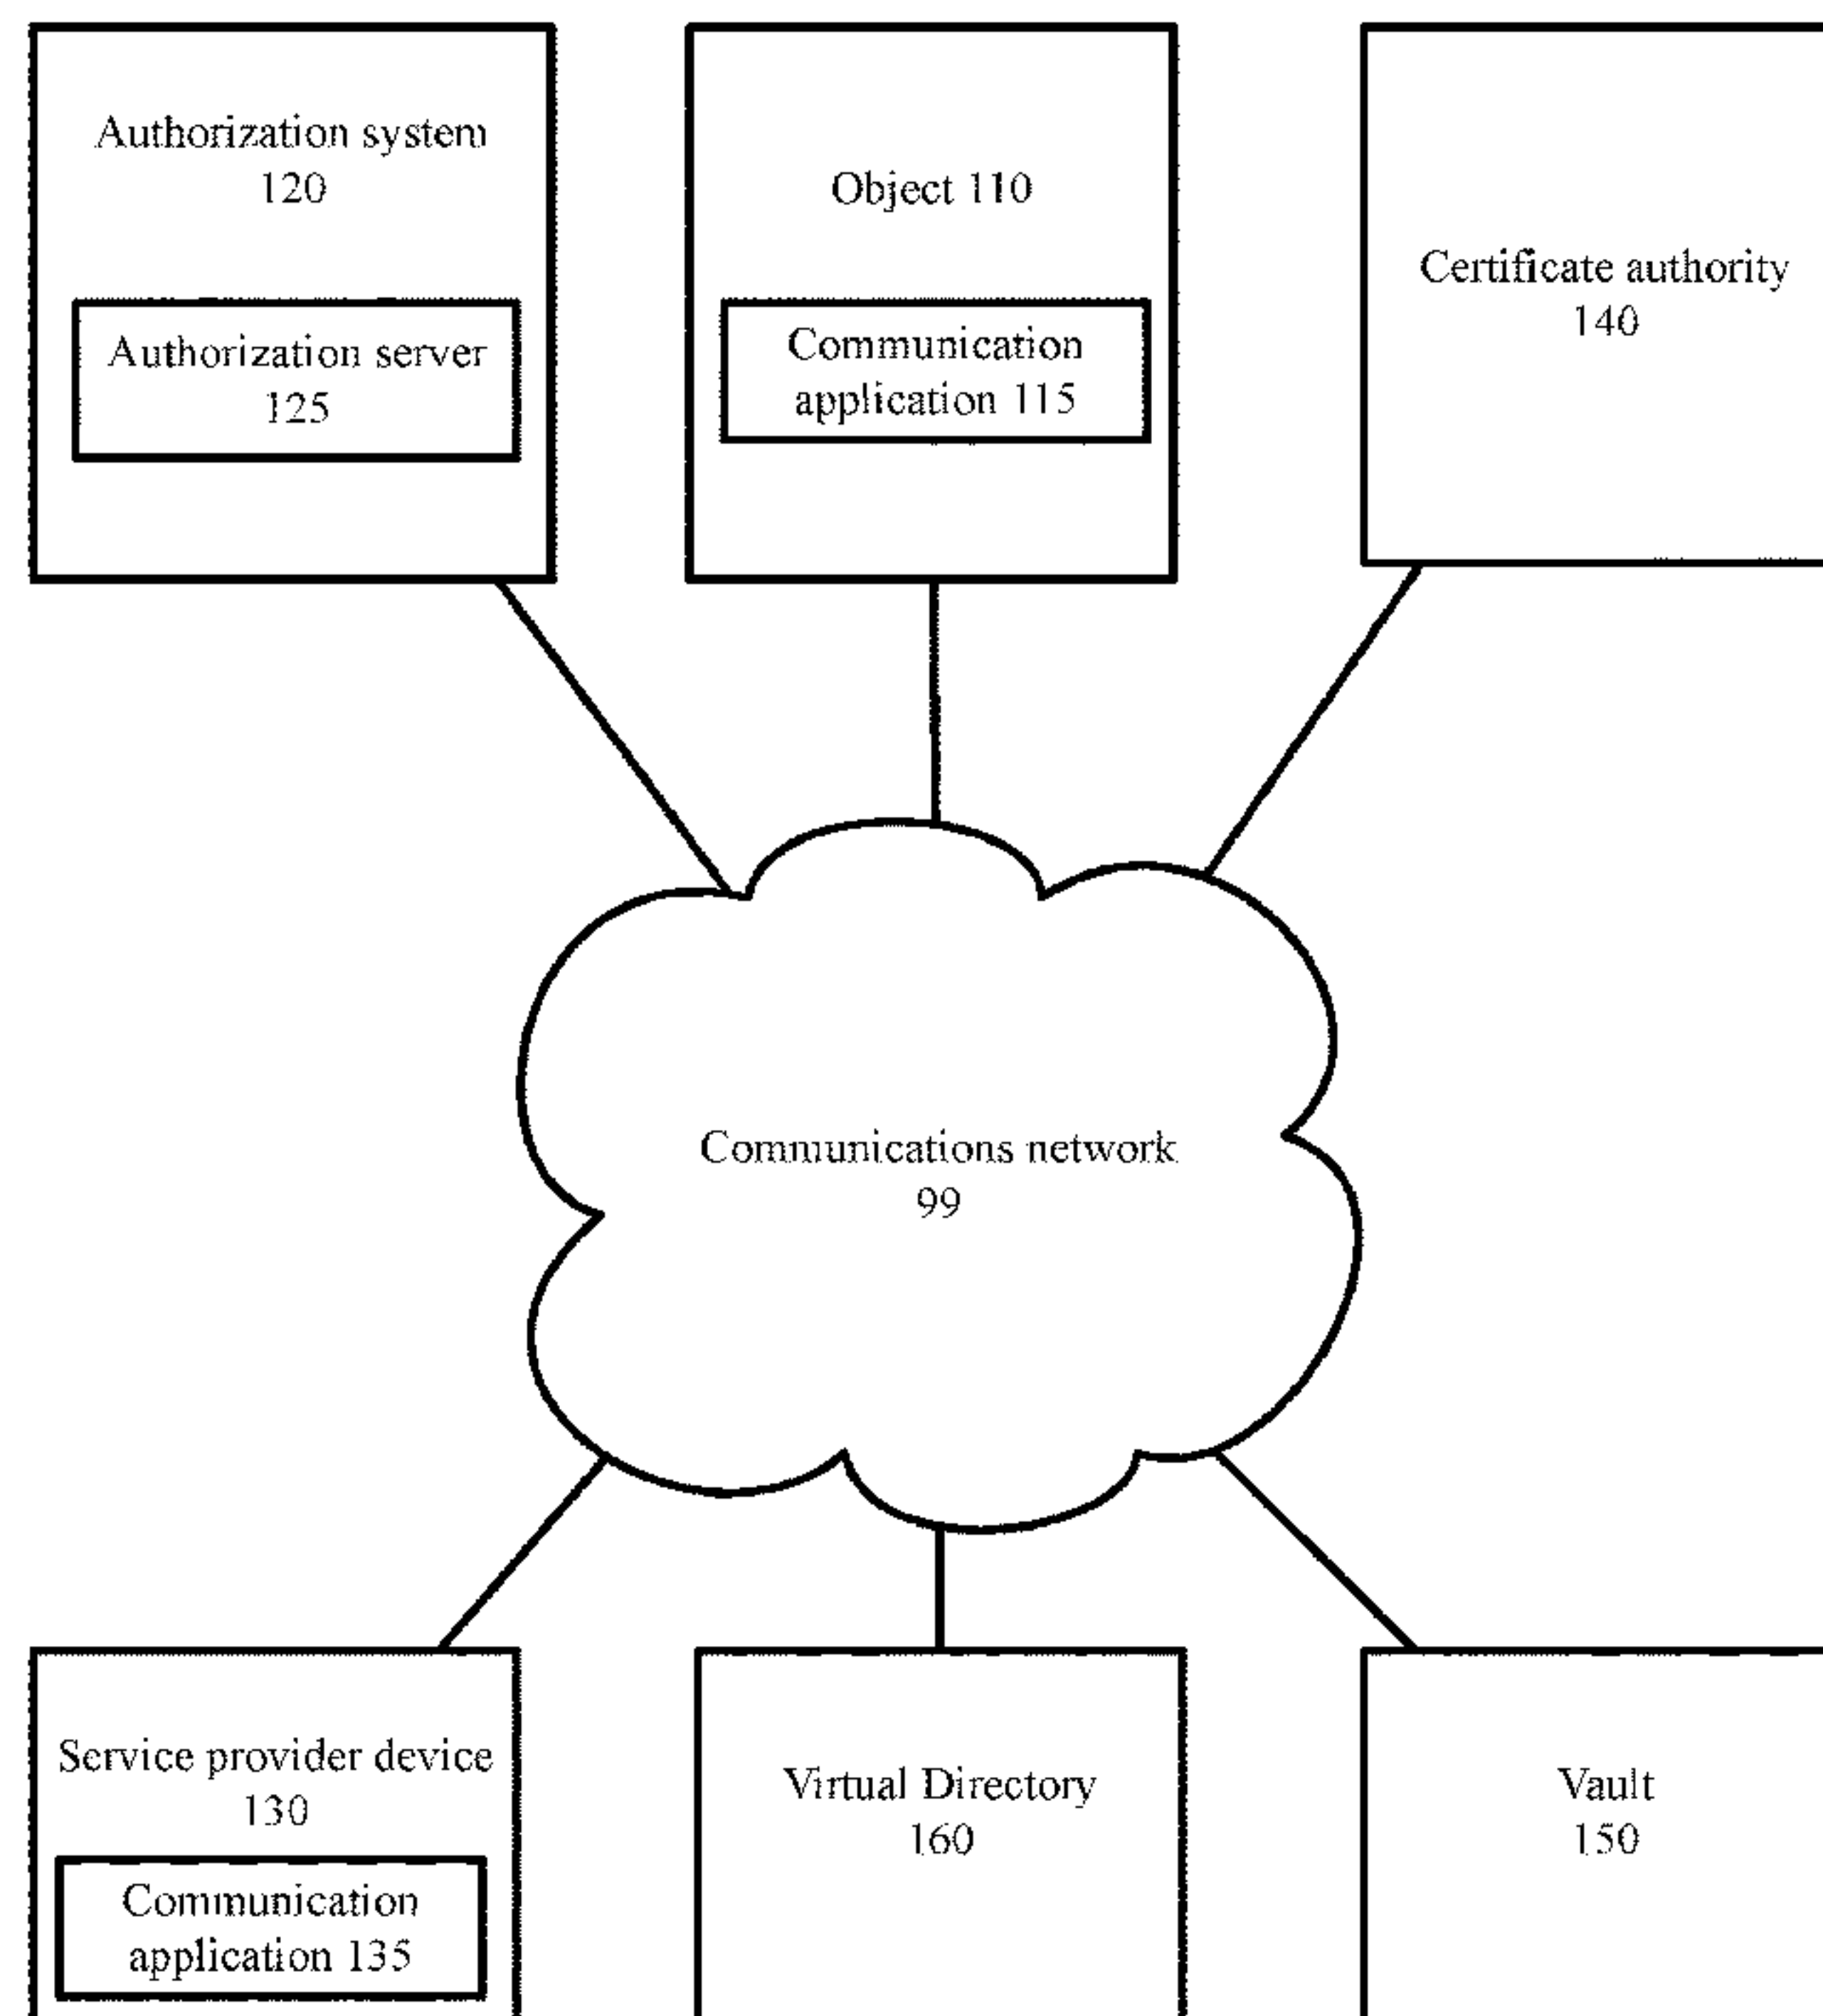 Authorization system
120
Authorization server
125
Object 110
Communication
application 115
Certificate authority
140
Communications network
99
Service provider device
130
Communication
application 135
Virtual Directory
160
Vault
150